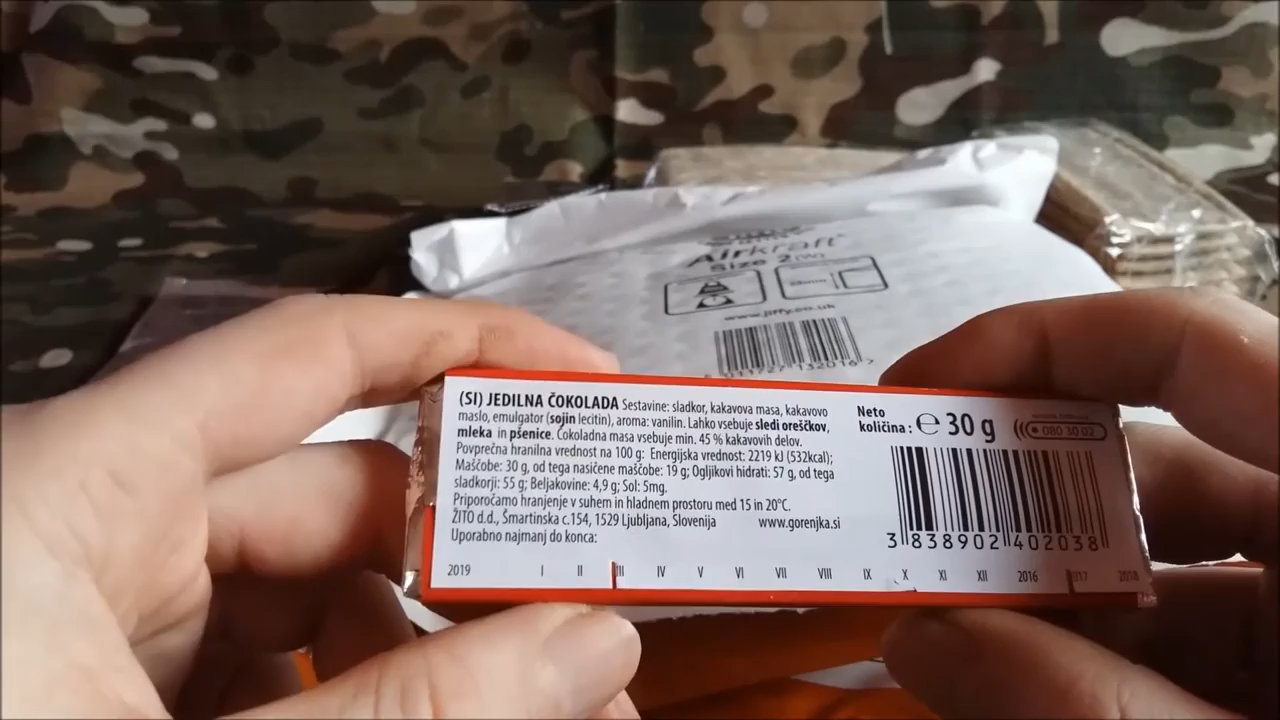 Airkraft
Size 2(W)
www.jiffy.co.uk
(SI) JEDILNA ČOKOLADA Sestavine: sladkor, kakavova masa, kakavovo
maslo, emulgator (sojin lecitin), aroma: vanilin. Lahko vsebuje sledi oreščkov,
mleka in pšenice. Čokoladna masa vsebuje min. 45 % kakavovih delov.
Povprečna hranilna vrednost na 100 g: Energijska vrednost: 2219 kJ (532kcal);
Maščobe: 30 g, od tega nasičene maščobe: 19 g; Ogljikovi hidrati: 57 g, od tega
sladkorji: 55 g; Beljakovine: 4,9 g; Sol: 5mg.
Priporočamo hranjenje v suhem in hladnem prostoru med 15 in 20°C.
ŽITO d.d., Šmartinska c.154, 1529 Ljubljana, Slovenija www.gorenjka.si
Uporabno najmanj do konca:
Neto
količina : ℮ 30 g
080 30 02
3 838902 402038
2019 I II III IV V VI VII VIII IX X XI XII 2016 2017 2018